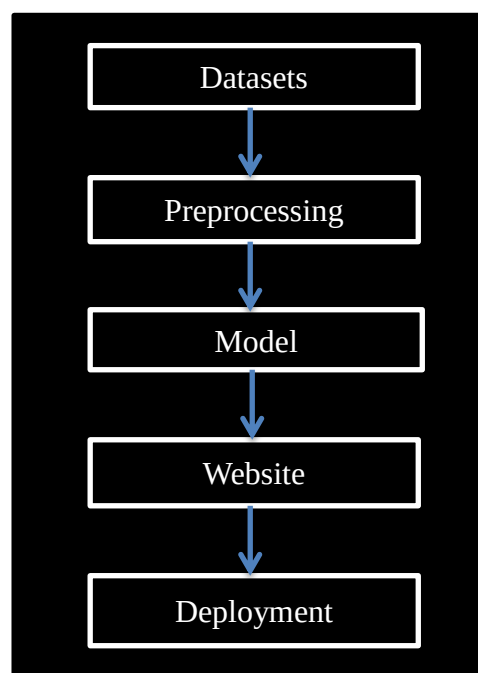 Datasets
Preprocessing
Model
Website
Deployment